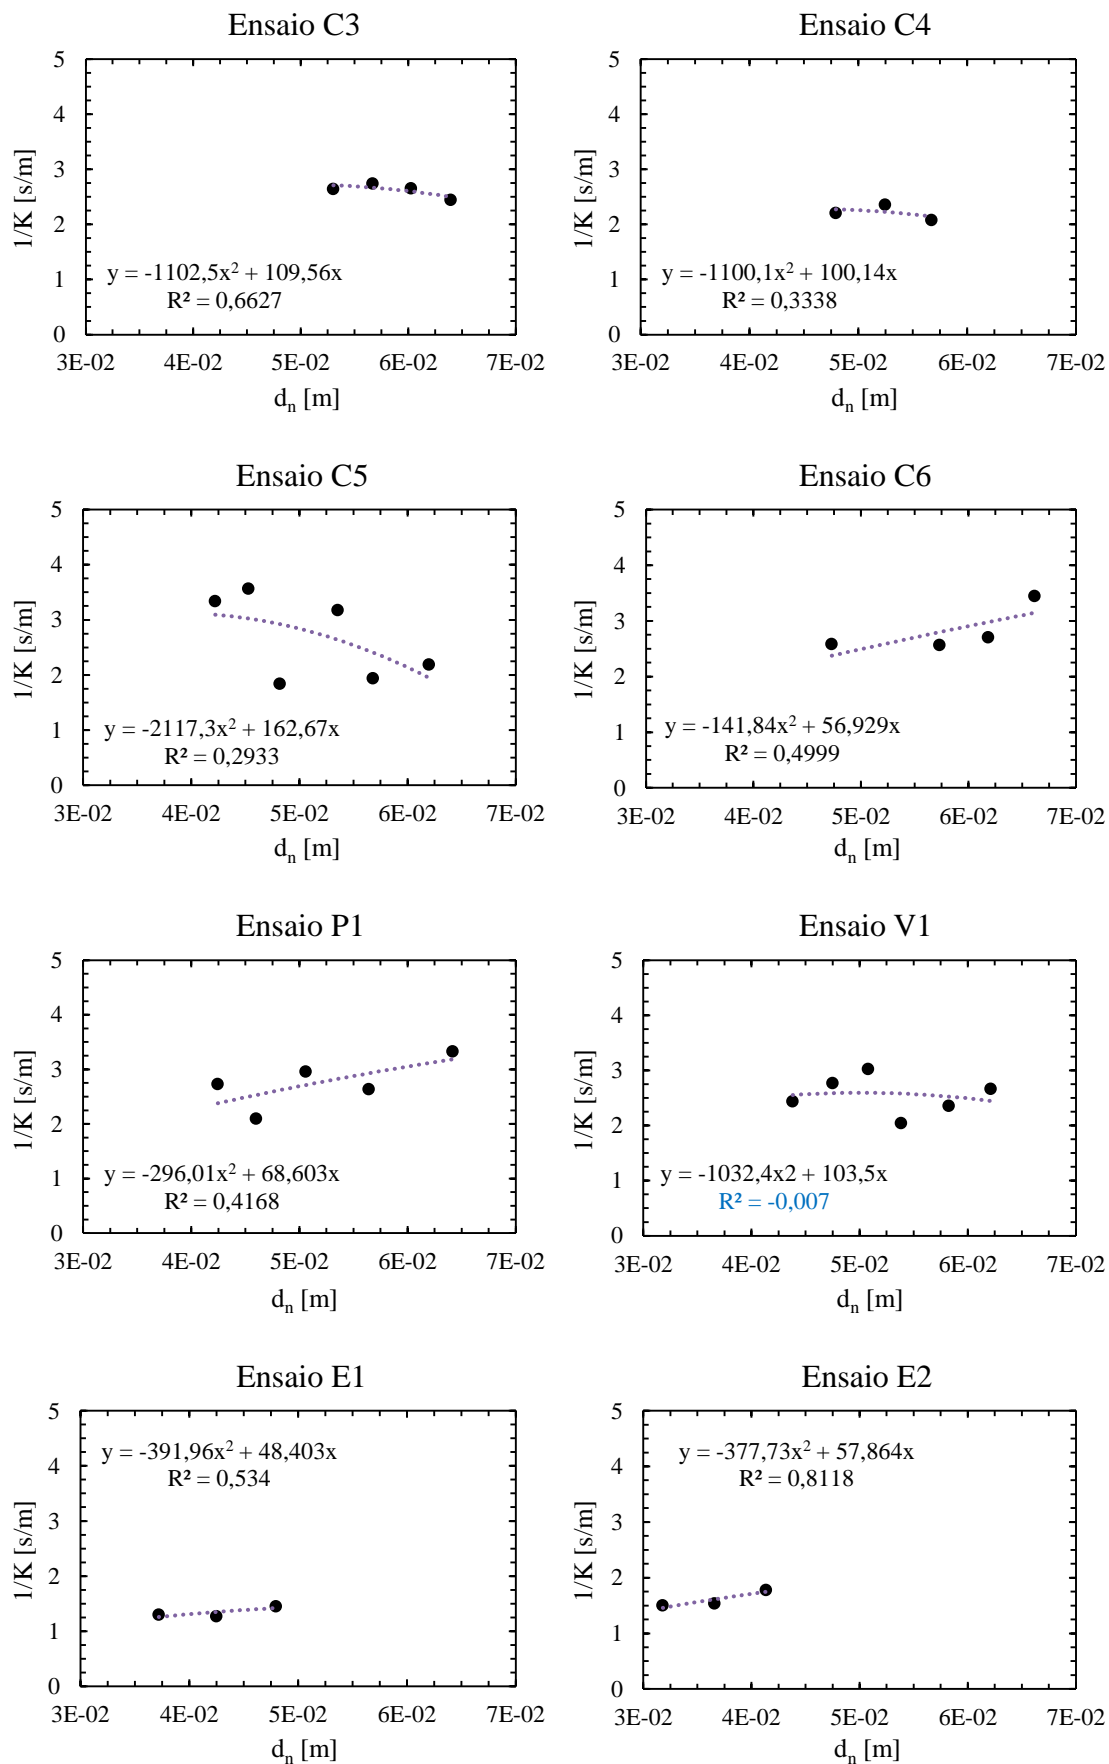 Ensaio C3
5
4
3
2
1
0
1/K [s/m]
y = -1102,5x² + 109,56x
R² = 0,6627
3E-02 4E-02 5E-02 6E-02 7E-02
dₙ [m]
Ensaio C4
5
4
3
2
1
0
1/K [s/m]
y = -1100,1x² + 100,14x
R² = 0,3338
3E-02 4E-02 5E-02 6E-02 7E-02
dₙ [m]
Ensaio C5
5
4
3
2
1
0
1/K [s/m]
y = -2117,3x² + 162,67x
R² = 0,2933
3E-02 4E-02 5E-02 6E-02 7E-02
dₙ [m]
Ensaio C6
5
4
3
2
1
0
1/K [s/m]
y = -141,84x² + 56,929x
R² = 0,4999
3E-02 4E-02 5E-02 6E-02 7E-02
dₙ [m]
Ensaio P1
5
4
3
2
1
0
1/K [s/m]
y = -296,01x² + 68,603x
R² = 0,4168
3E-02 4E-02 5E-02 6E-02 7E-02
dₙ [m]
Ensaio V1
5
4
3
2
1
0
1/K [s/m]
y = -1032,4x2 + 103,5x
R² = -0,007
3E-02 4E-02 5E-02 6E-02 7E-02
dₙ [m]
Ensaio E1
5
4
3
2
1
0
1/K [s/m]
y = -391,96x² + 48,403x
R² = 0,534
3E-02 4E-02 5E-02 6E-02 7E-02
dₙ [m]
Ensaio E2
5
4
3
2
1
0
1/K [s/m]
y = -377,73x² + 57,864x
R² = 0,8118
3E-02 4E-02 5E-02 6E-02 7E-02
dₙ [m]